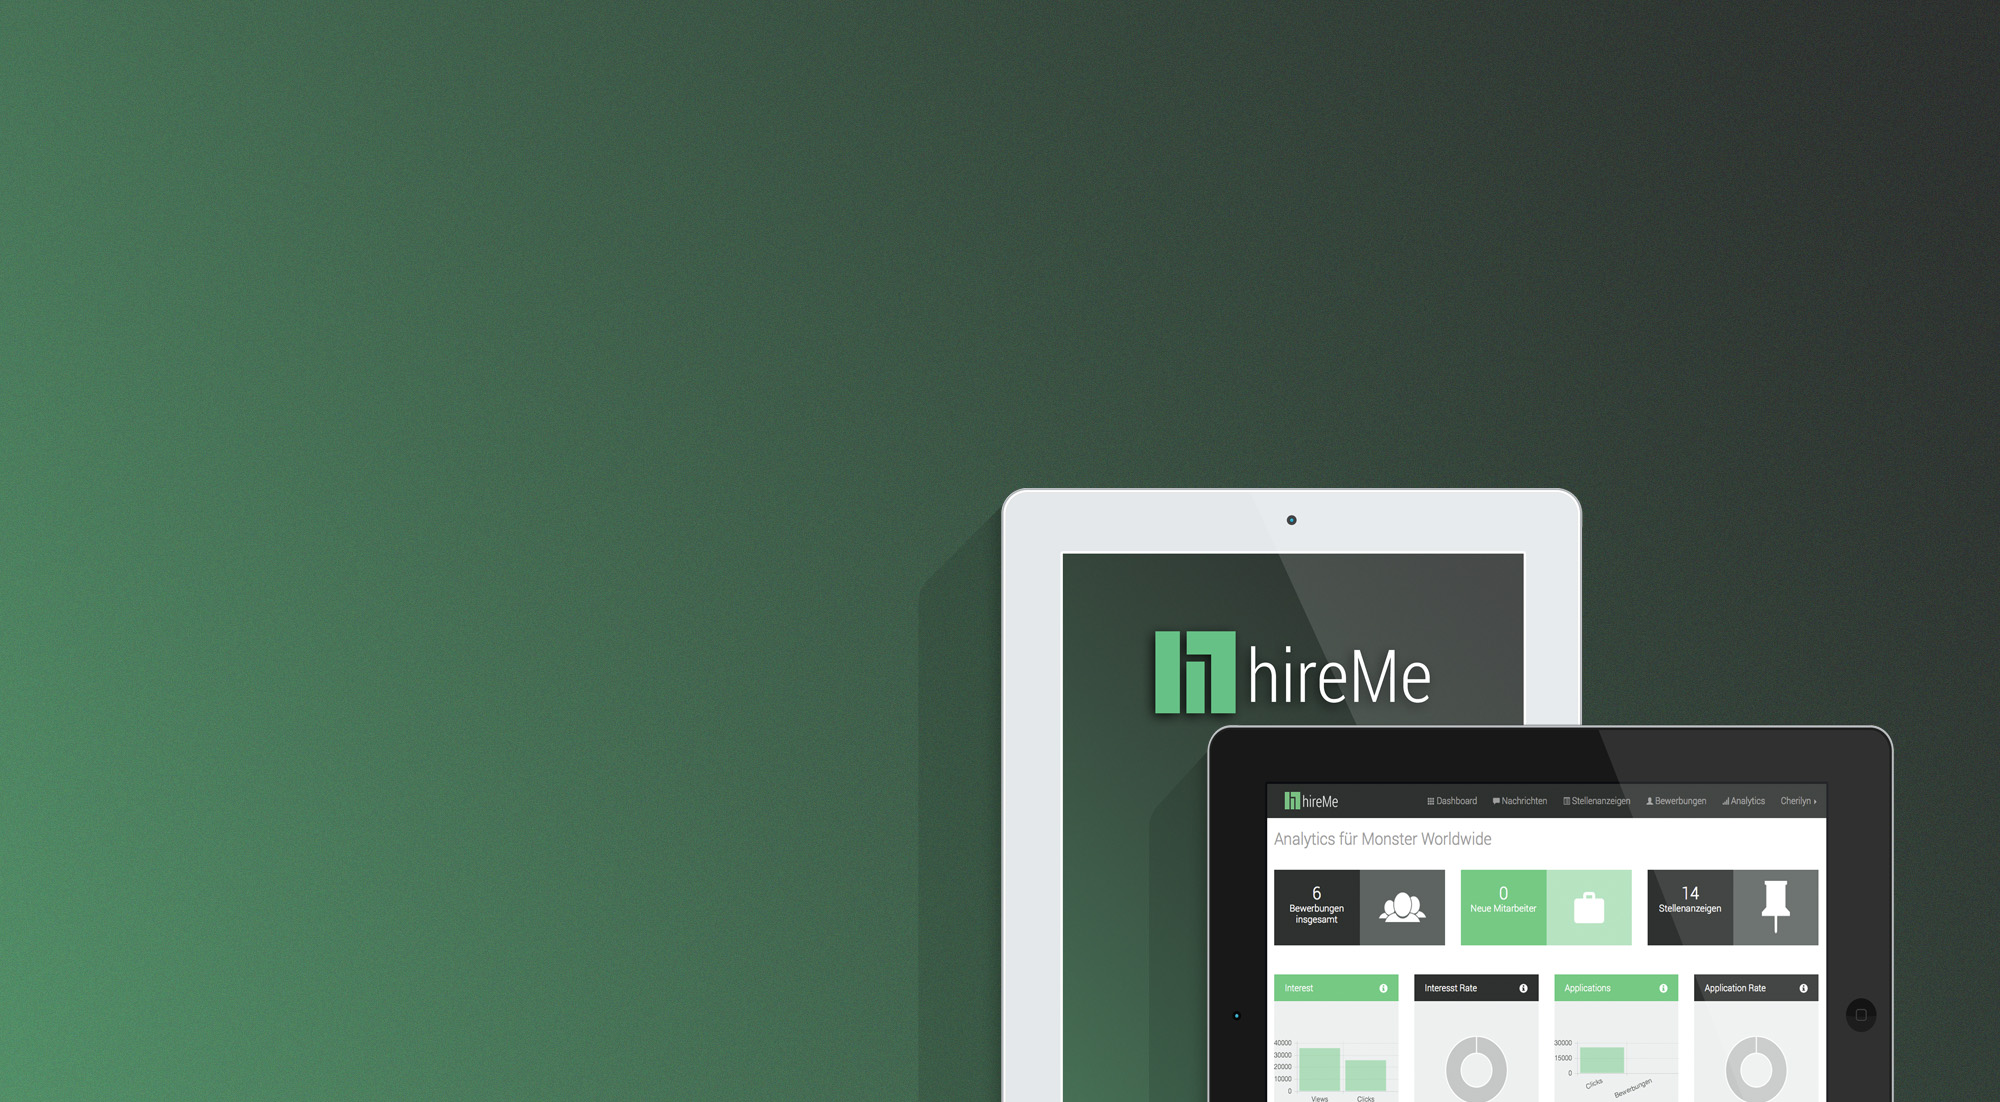 hireMe
hireMe
Dashboard Nachrichten Stellenanzeigen Bewerbungen Analytics Cherilyn
Analytics für Monster Worldwide
6
Bewerbungen
insgesamt
0
Neue Mitarbeiter
14
Stellenanzeigen
Interest
Interesst Rate
Applications
Application Rate
40000
30000
20000
10000
0
Views Clicks
30000
15000
0
Clicks
Bewerbungen